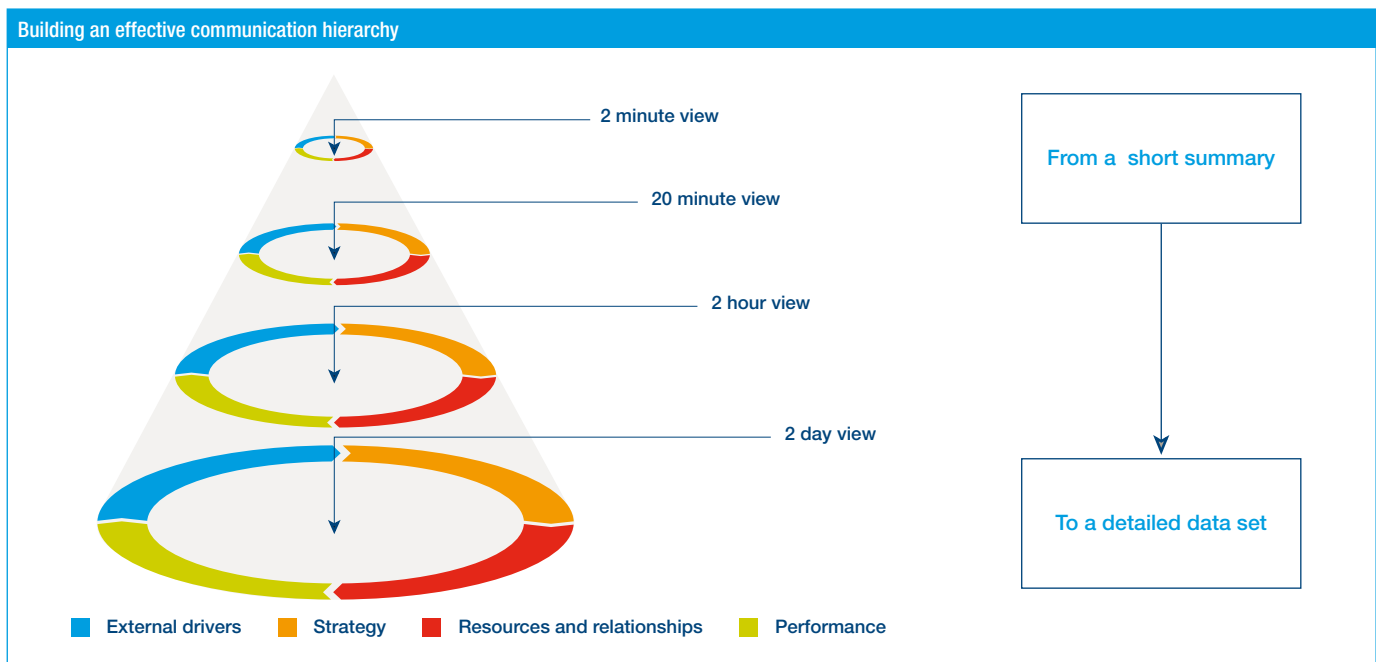 Building an effective communication hierarchy
2 minute view
From a short summary
20 minute view
2 hour view
2 day view
To a detailed data set
External drivers
Strategy
Resources and relationships
Performance